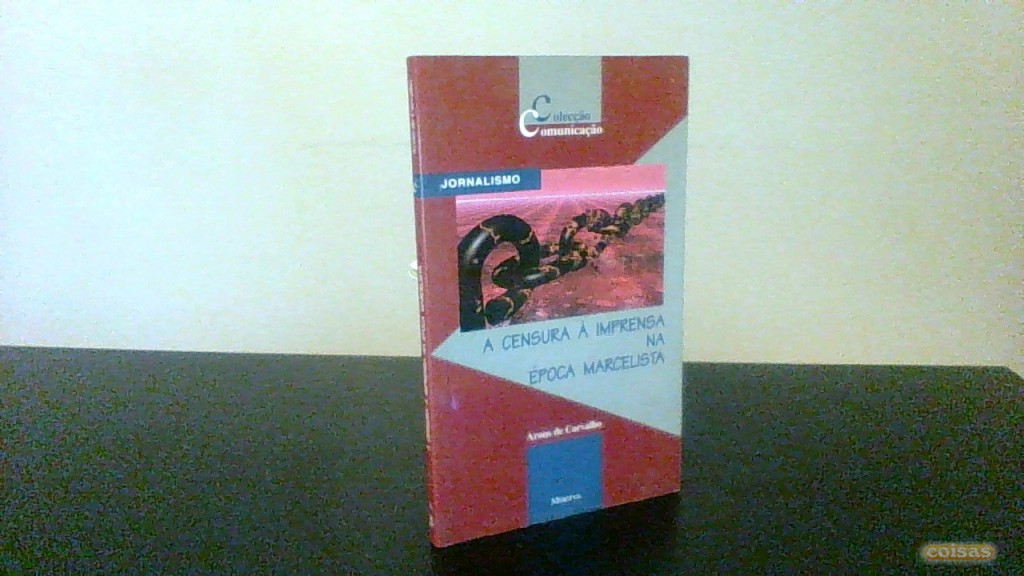 Colecção
Comunicação
JORNALISMO
A CENSURA À IMPRENSA
NA
ÉPOCA MARCELISTA
Arons de Carvalho
Minerva
coisas